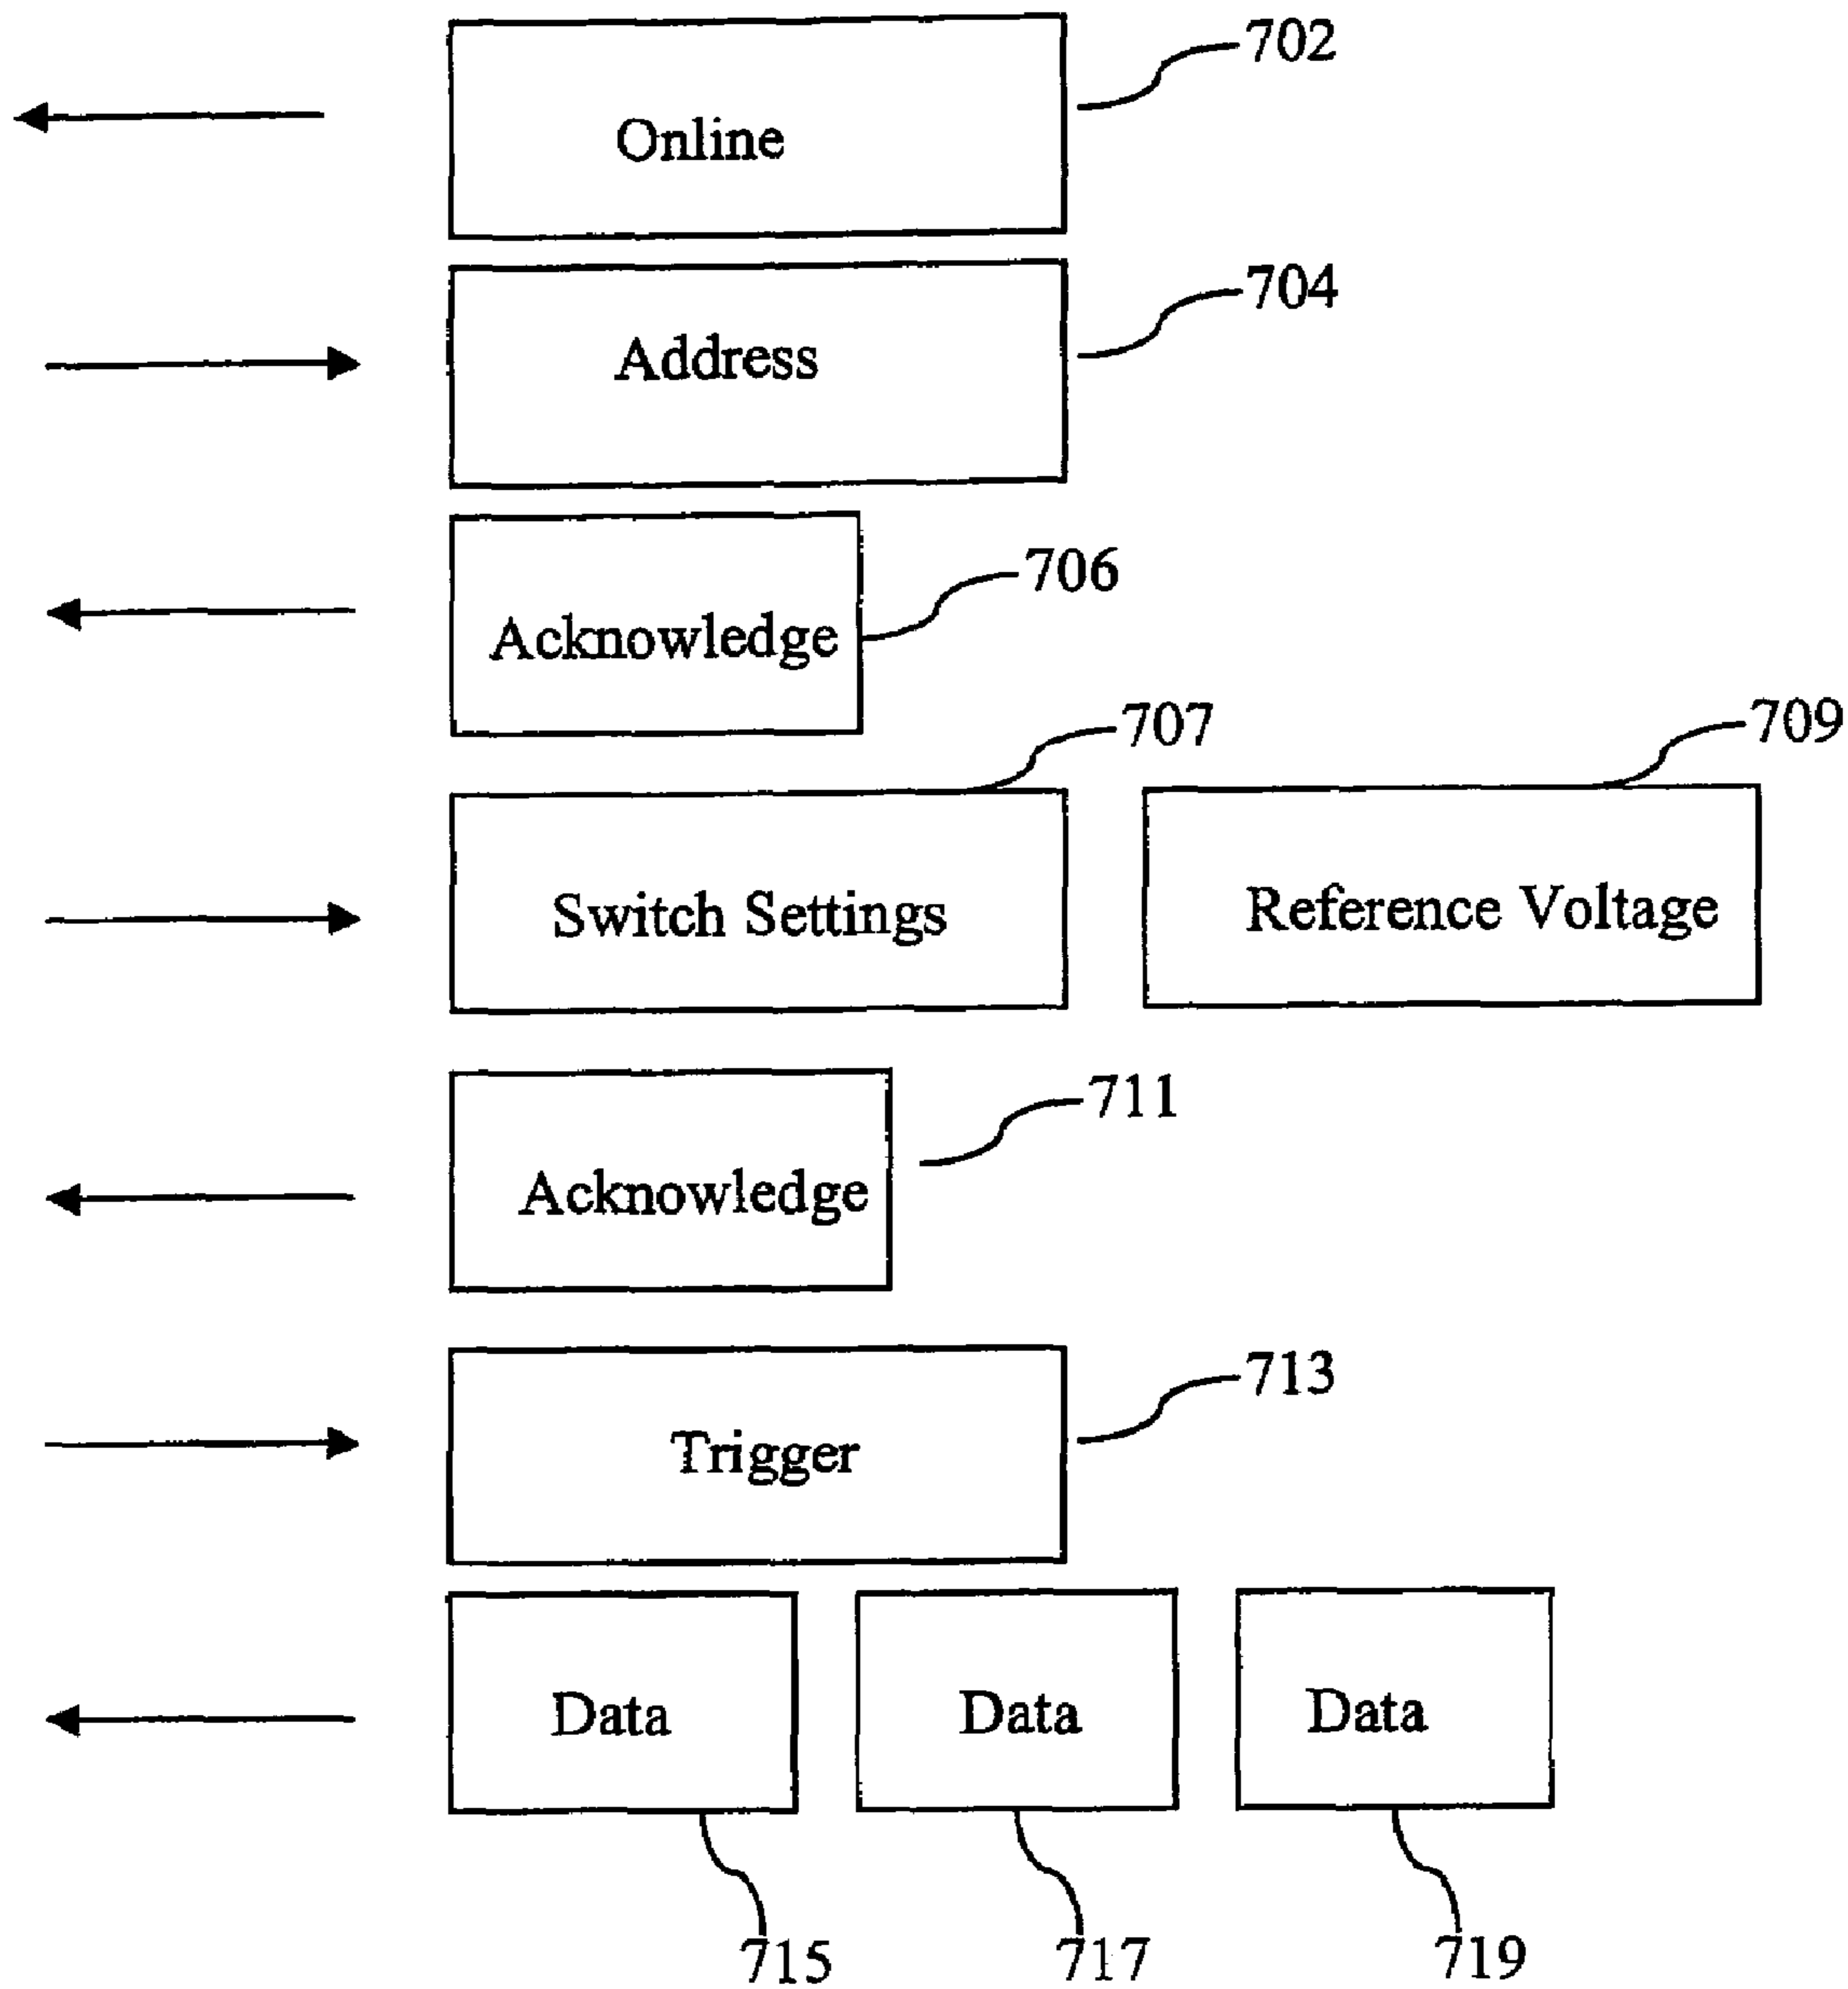 702
Online
704
Address
706
Acknowledge
707
709
Switch Settings
Reference Voltage
711
Acknowledge
713
Trigger
Data
Data
Data
715
717
719